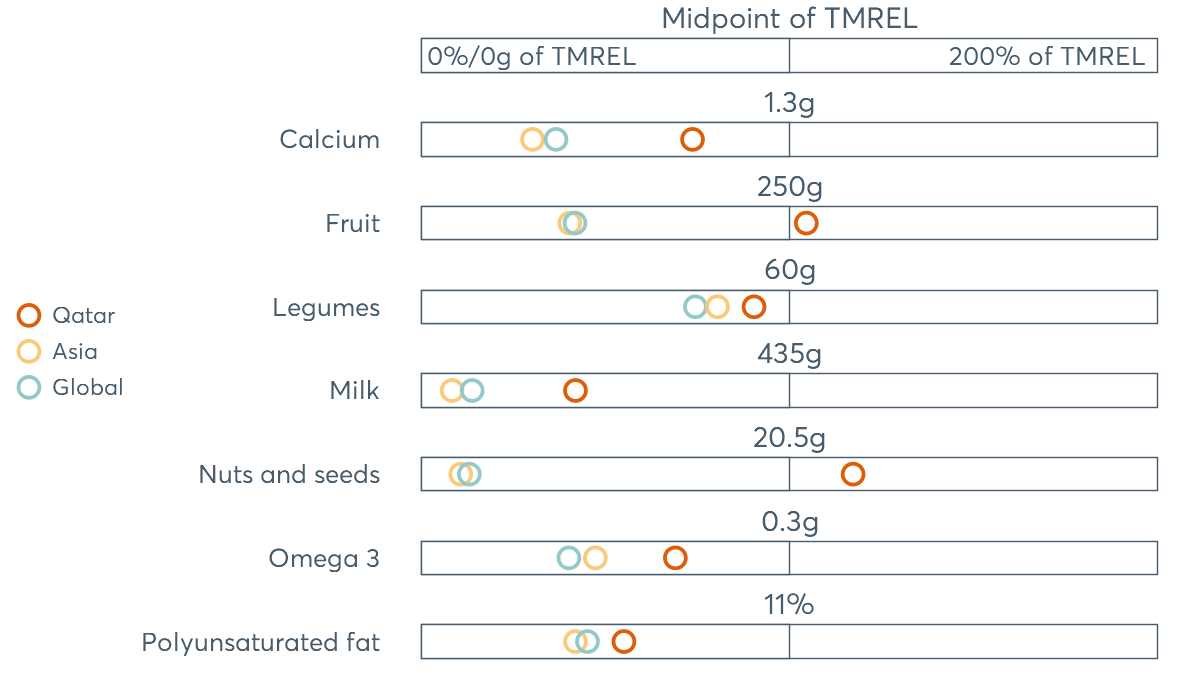 Midpoint of TMREL
0%/0g of TMREL
200% of TMREL
1.3g
Calcium
250g
Fruit
60g
Legumes
435g
Milk
20.5g
Nuts and seeds
0.3g
Omega 3
11%
Polyunsaturated fat
Qatar
Asia
Global